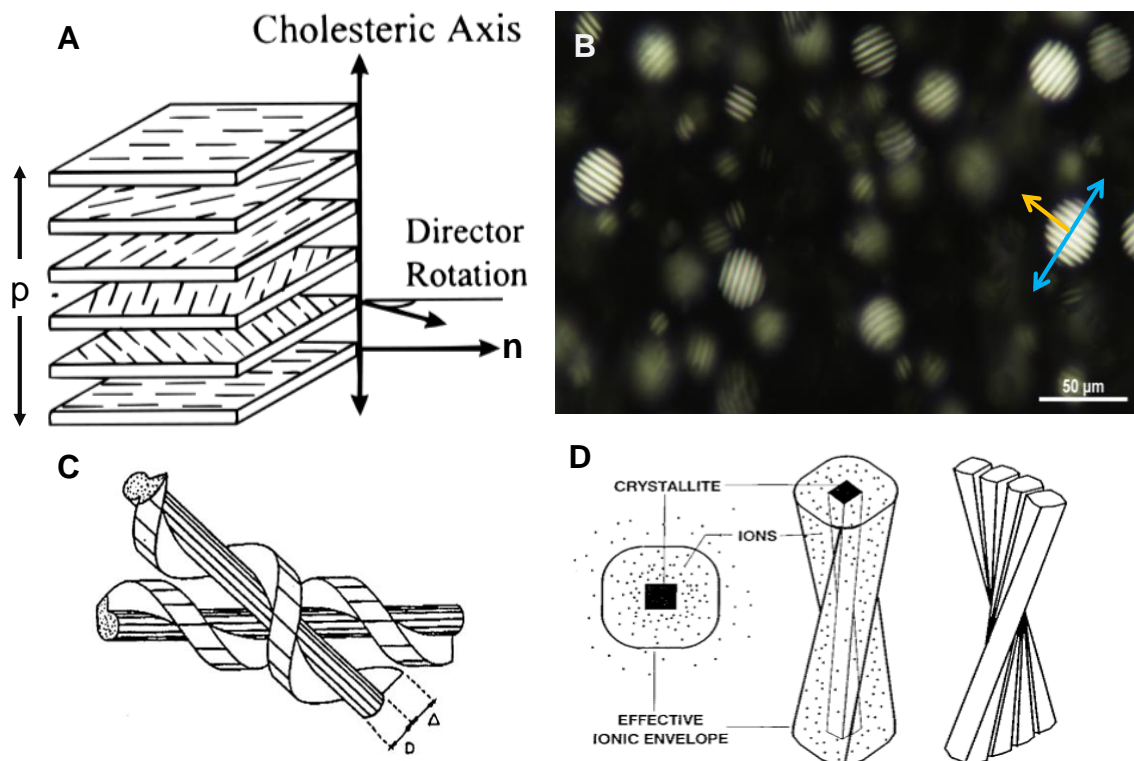 A
Cholesteric Axis
p
Director
Rotation
n
B
50 µm
C
D
Δ
D
CRYSTALLITE
IONS
EFFECTIVE
IONIC ENVELOPE